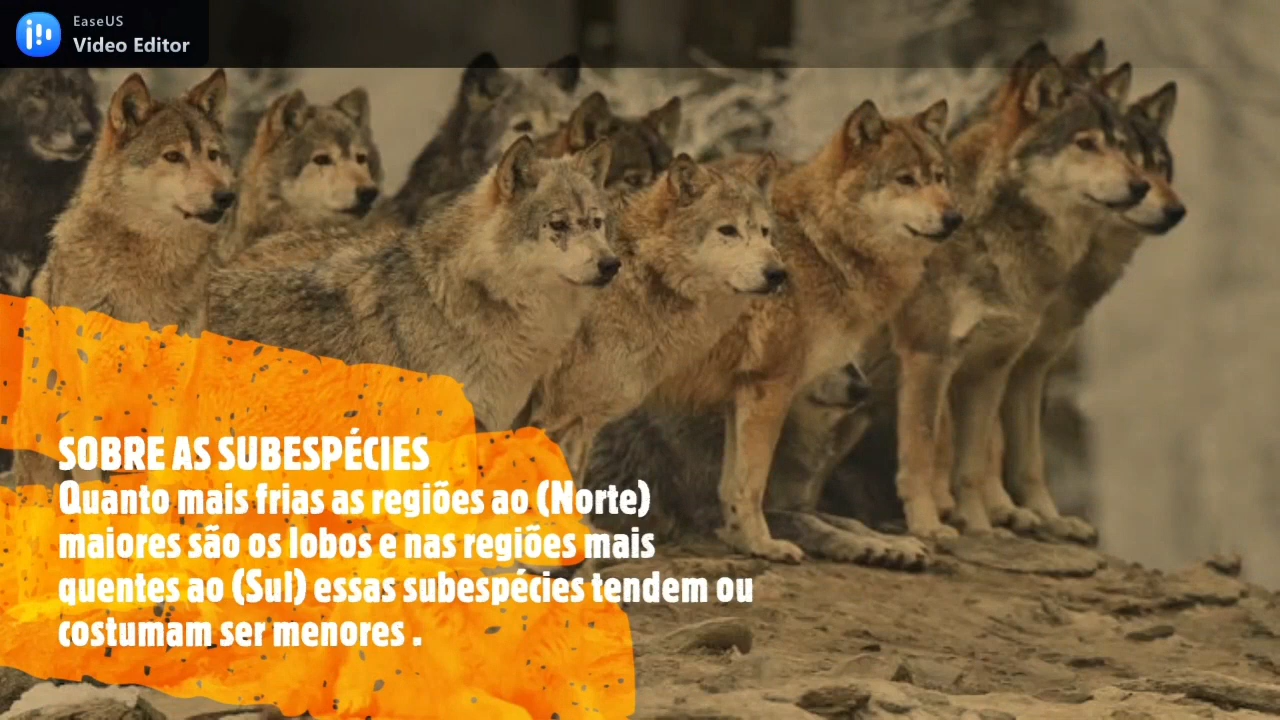 EaseUS
Video Editor
SOBRE AS SUBESPÉCIES
Quanto mais frias as regiões ao (Norte)
maiores são os lobos e nas regiões mais
quentes ao (Sul) essas subespécies tendem ou
costumam ser menores .